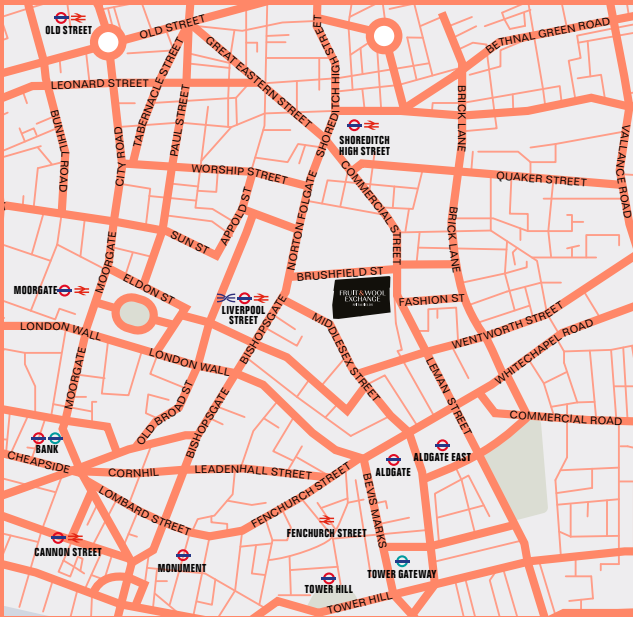 OLD STREET
OLD STREET
BETHNAL GREEN ROAD
SHOREDITCH HIGH STREET
GREAT EASTERN STREET
TABERNACLE STREET
LEONARD STREET
PAUL STREET
BUNHILL ROAD
CITY ROAD
BRICK LANE
VALLANCE ROAD
SHOREDITCH
HIGH STREET
WORSHIP STREET
QUAKER STREET
COMMERCIAL STREET
APPOLD ST
NORTON FOLGATE
BRICK LANE
SUN ST
MOORGATE
BRUSHFIELD ST
ELDON ST
MOORGATE
FRUIT&WOOL
EXCHANGE
FASHION ST
LIVERPOOL
STREET
LONDON WALL
BISHOPSGATE
MIDDLESEX STREET
WENTWORTH STREET
WHITECHAPEL ROAD
LONDON WALL
MOORGATE
LEMAN STREET
OLD BROAD ST
BISHOPSGATE
COMMERCIAL ROAD
BANK
ALDGATE EAST
ALDGATE
CHEAPSIDE
CORNHIL
LEADENHALL STREET
LOMBARD STREET
FENCHURCH STREET
BEVIS MARKS
FENCHURCH STREET
CANNON STREET
MONUMENT
TOWER GATEWAY
TOWER HILL
TOWER HILL